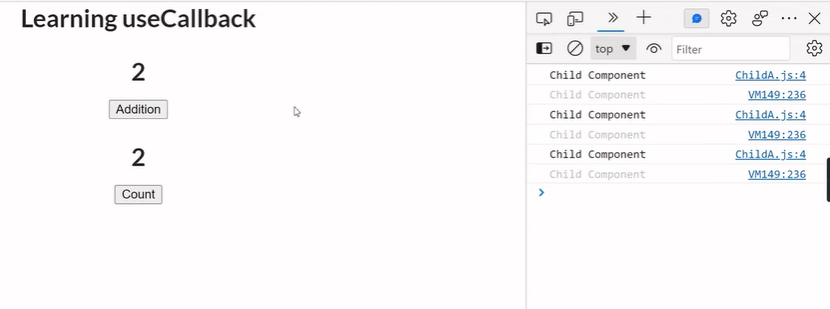 Learning useCallback
2
Addition
2
Count
top
Filter
Child Component ChildA.js:4
Child Component VM149:236
Child Component ChildA.js:4
Child Component VM149:236
Child Component ChildA.js:4
Child Component VM149:236